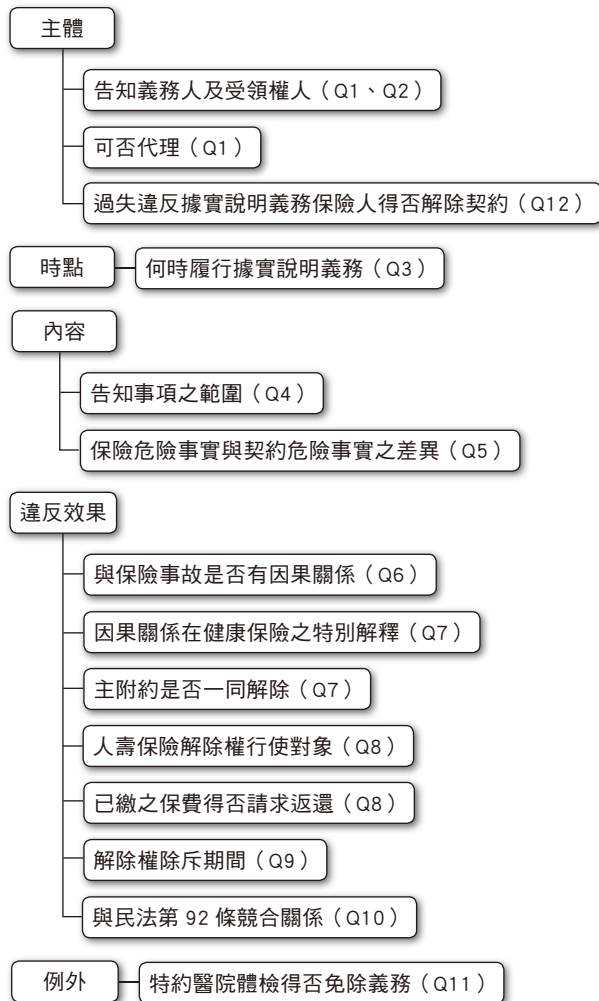 主體
告知義務人及受領權人（Q1、Q2）
可否代理（Q1）
過失違反據實說明義務保險人得否解除契約（Q12）
時點
何時履行據實說明義務（Q3）
內容
告知事項之範圍（Q4）
保險危險事實與契約危險事實之差異（Q5）
違反效果
與保險事故是否有因果關係（Q6）
因果關係在健康保險之特別解釋（Q7）
主附約是否一同解除（Q7）
人壽保險解除權行使對象（Q8）
已繳之保費得否請求返還（Q8）
解除權除斥期間（Q9）
與民法第 92 條競合關係（Q10）
例外
特約醫院體檢得否免除義務（Q11）